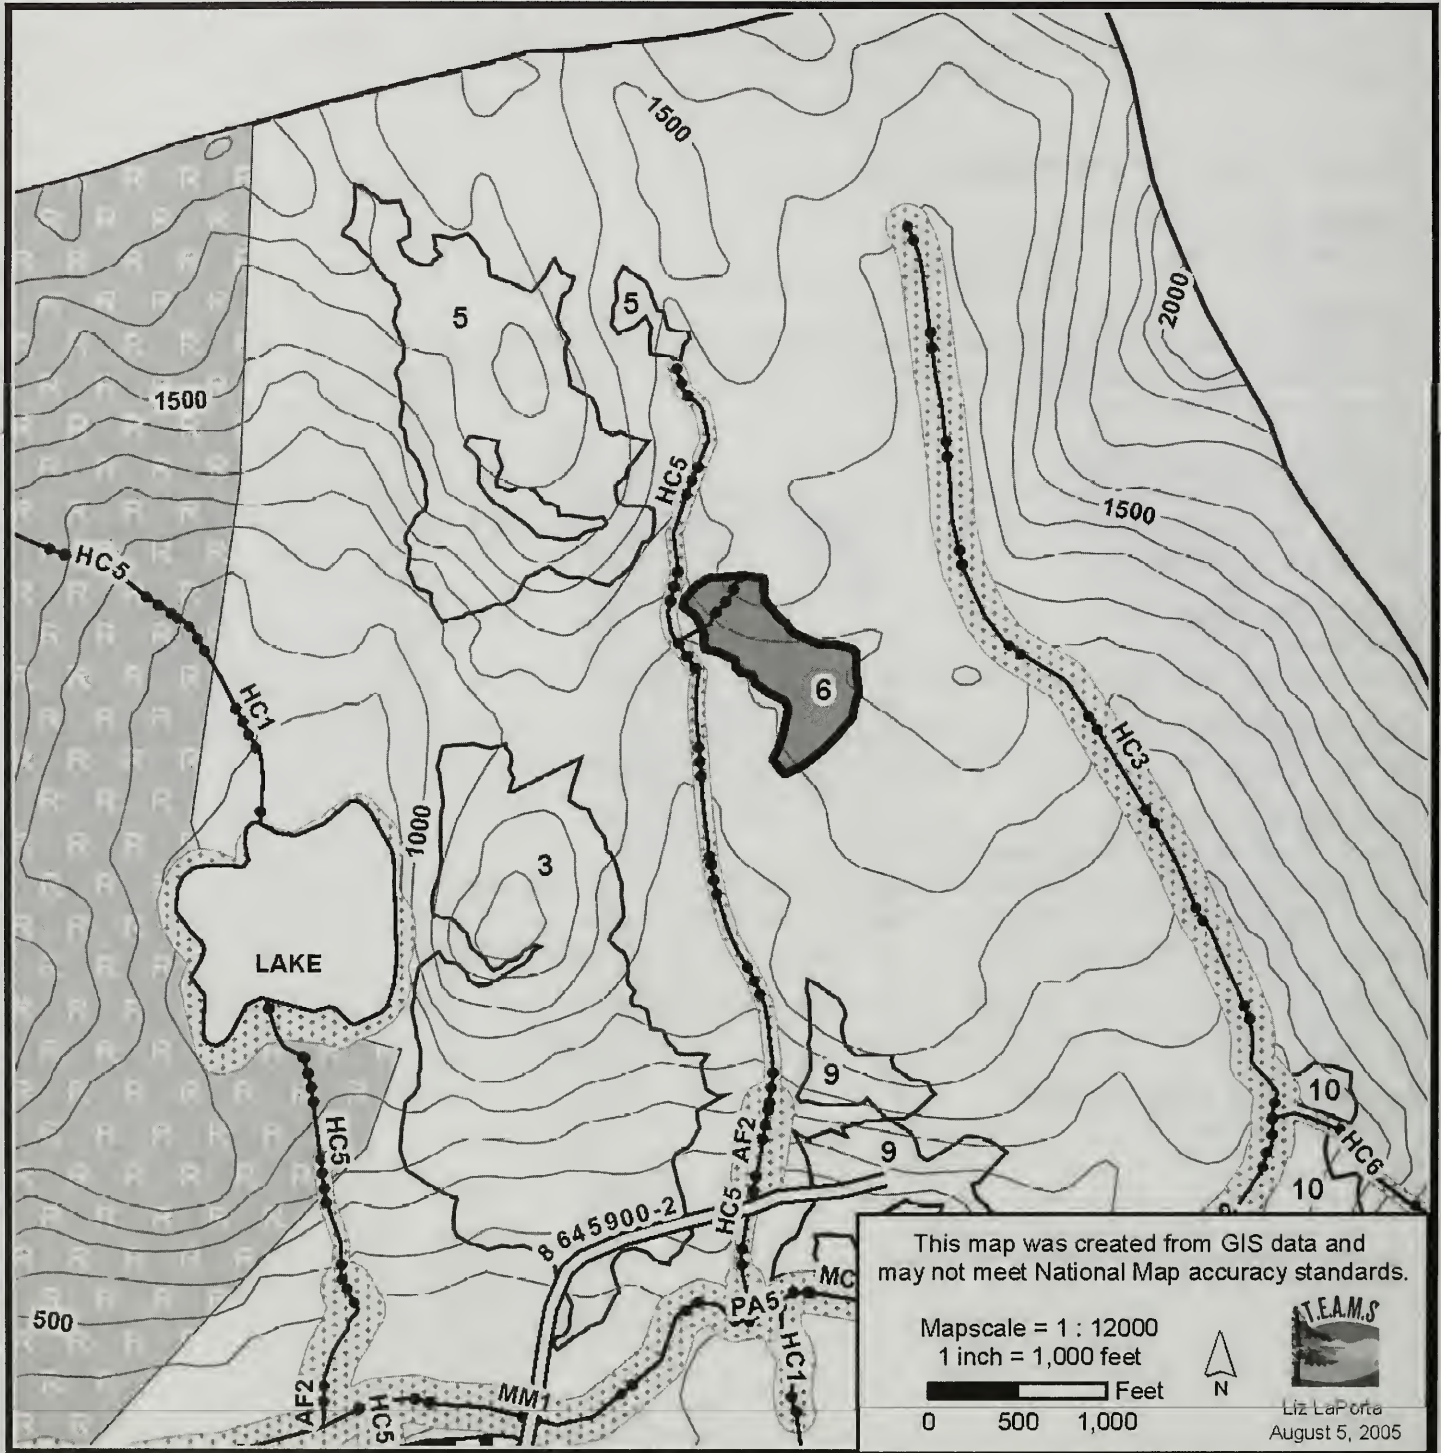 1500
2000
5
5
1500
HC5
1500
HC5
HC1
6
HC3
1000
3
LAKE
9
10
AF2
9
HC6
HC5
10
HC5
8 645900-2
MC
PA5
500
HC1
MM1
AF2
HC5
This map was created from GIS data and
may not meet National Map accuracy standards.
Mapscale = 1 : 12000
1 inch = 1,000 feet
Feet
0 500 1,000
N
T.E.A.M.S
Liz LaPorta
August 5, 2005
R R R